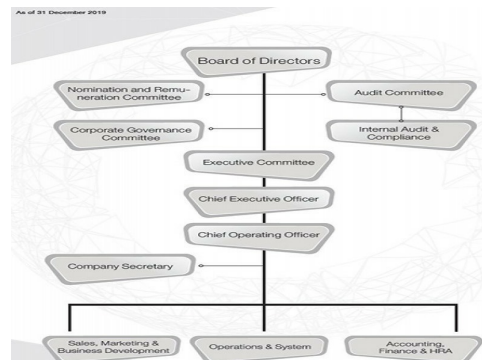 As of 31 December 2019
Board of Directors
Nomination and Remu-
neration Committee
Audit Committee
Corporate Governance
Committee
Internal Audit &
Compliance
Executive Committee
Chief Executive Officer
Chief Operating Officer
Company Secretary
Sales, Marketing &
Business Development
Operations & System
Accounting,
Finance & HRA